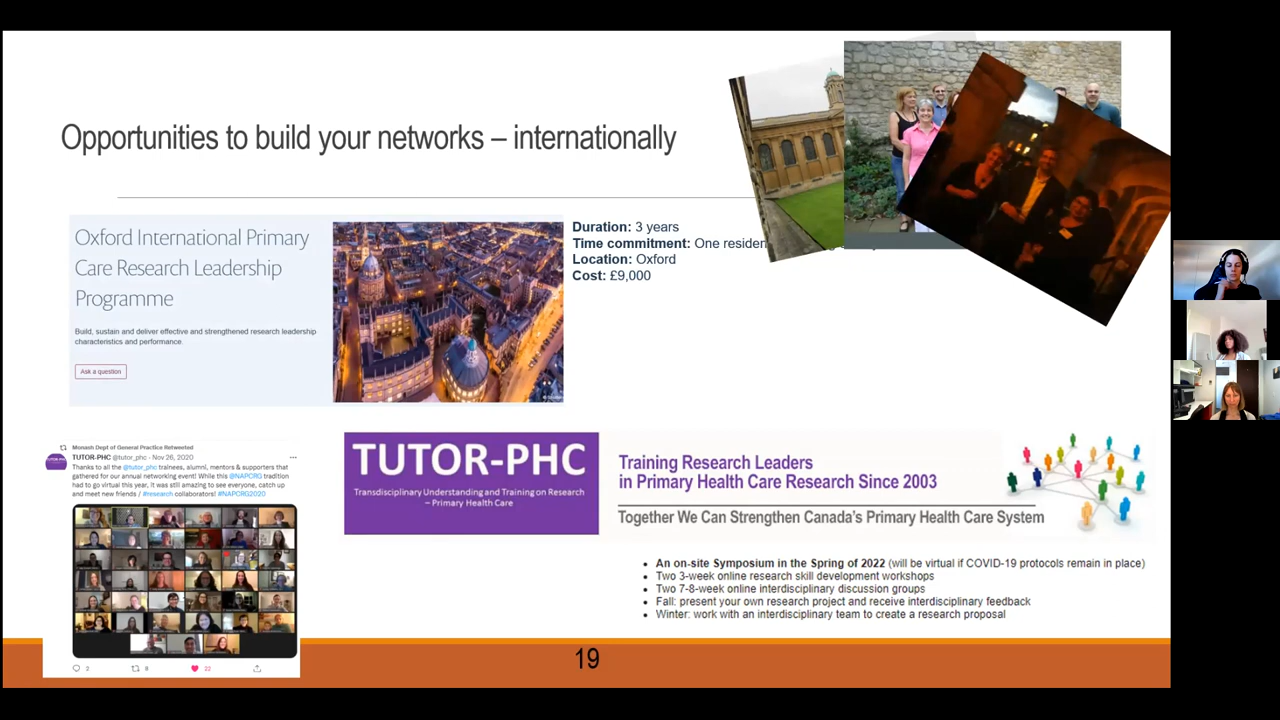 Opportunities to build your networks – internationally
Oxford International Primary
Care Research Leadership
Programme
Build, sustain and deliver effective and strengthened research leadership
characteristics and performance.
Ask a question
Duration: 3 years
Time commitment: One residen
Location: Oxford
Cost: £9,000
Monash Dept of General Practice Retweeted
TUTOR-PHC @tutor_phc · Nov 26, 2020
Thanks to all the @tutor_phc trainees, alumni, mentors & supporters that
gathered for our annual networking event! While this @NAPCRG tradition
had to go virtual this year, it was still amazing to see everyone, catch up
and meet new friends / #research collaborators! #NAPCRG2020
2
9
22
TUTOR-PHC
Transdisciplinary Understanding and Training on Research
– Primary Health Care
Training Research Leaders
in Primary Health Care Research Since 2003
Together We Can Strengthen Canada's Primary Health Care System
• An on-site Symposium in the Spring of 2022 (will be virtual if COVID-19 protocols remain in place)
• Two 3-week online research skill development workshops
• Two 7-8-week online interdisciplinary discussion groups
• Fall: present your own research project and receive interdisciplinary feedback
• Winter: work with an interdisciplinary team to create a research proposal
19